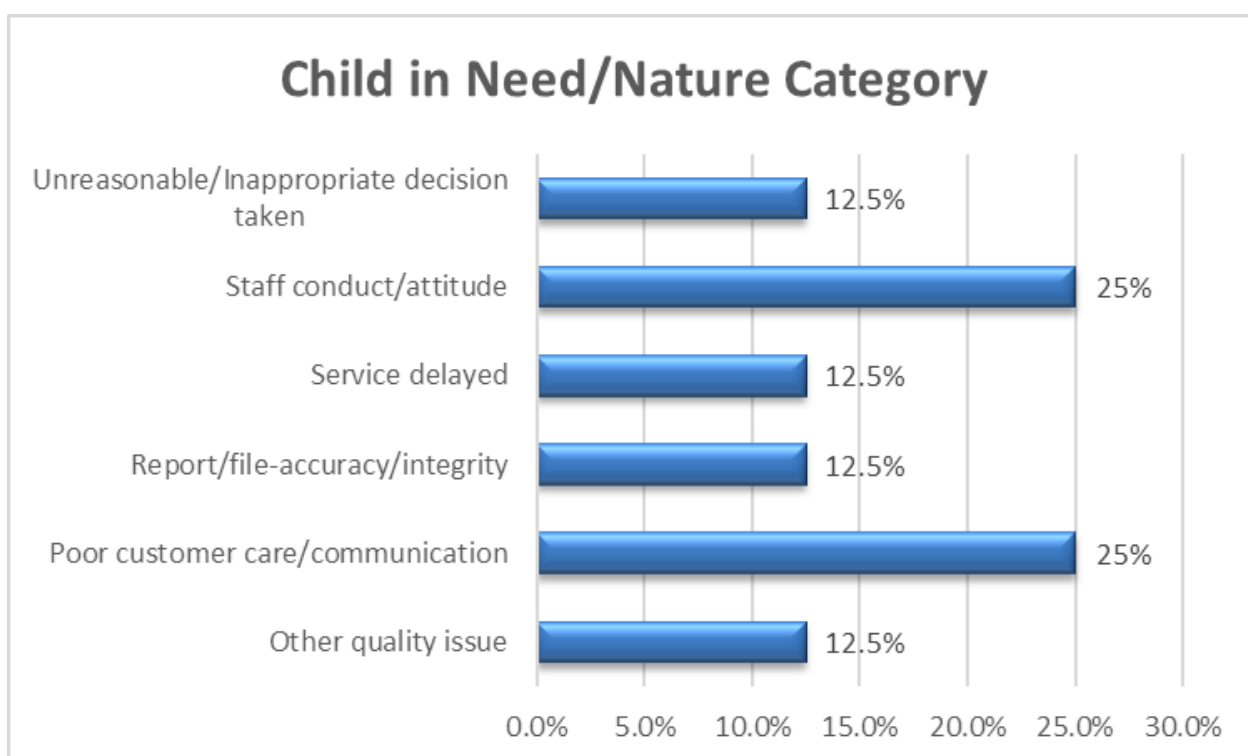 Child in Need/Nature Category
Unreasonable/Inappropriate decision
taken
12.5%
Staff conduct/attitude
25%
Service delayed
12.5%
Report/file-accuracy/integrity
12.5%
Poor customer care/communication
25%
Other quality issue
12.5%
0.0% 5.0% 10.0% 15.0% 20.0% 25.0% 30.0%